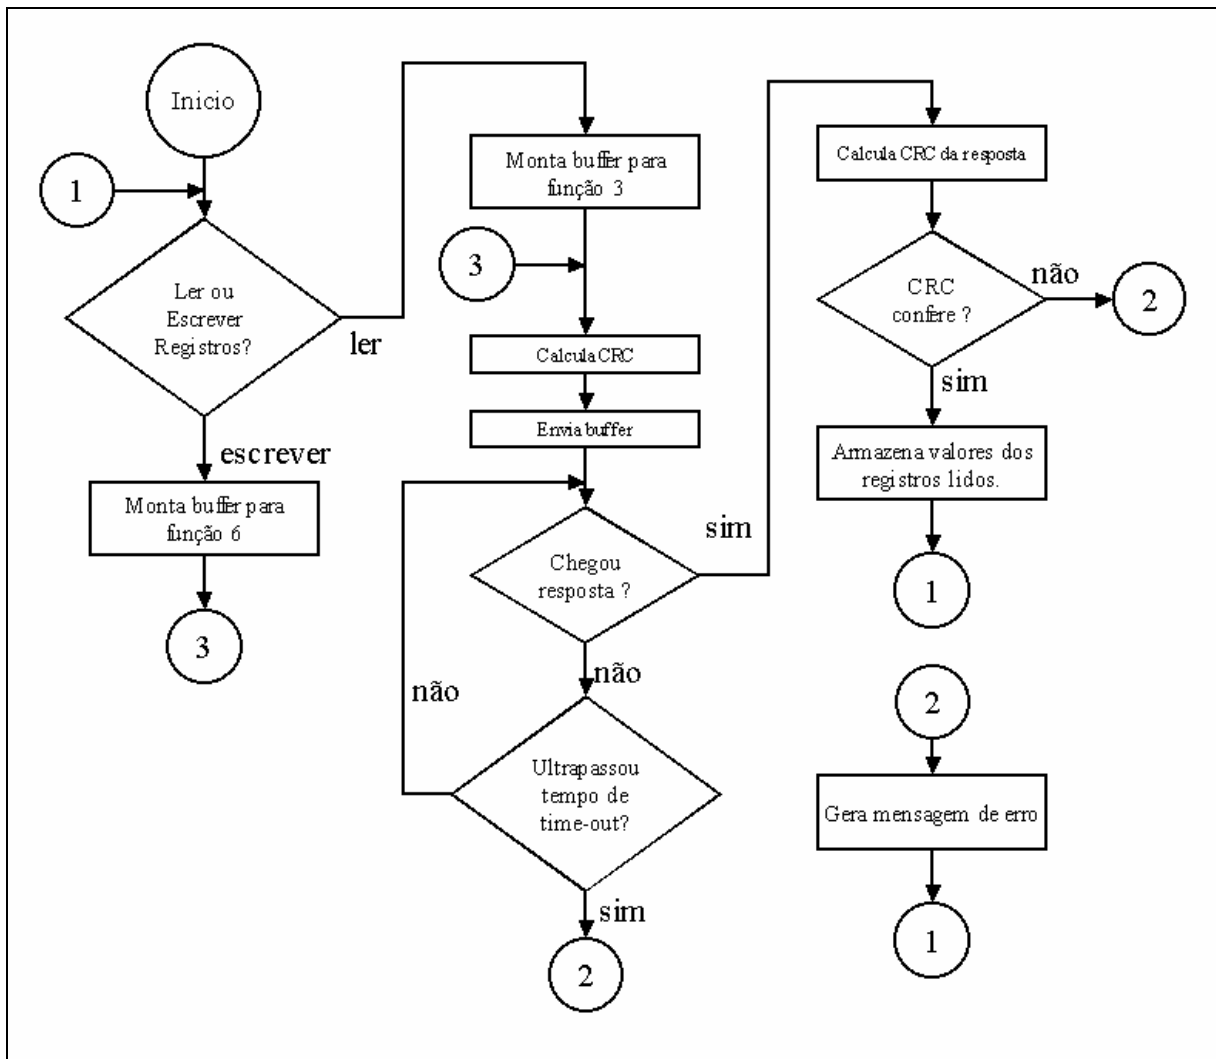 Inicio
1
Ler ou
Escrever
Registros?
ler
escrever
Monta buffer para
função 6
3
Monta buffer para
função 3
3
Calcula CRC
Envia buffer
Chegou
resposta ?
sim
não
não
Ultrapassou
tempo de
time-out?
sim
2
Calcula CRC da resposta
CRC
confere ?
não
2
sim
Armazena valores dos
registros lidos.
1
2
Gera mensagem de erro
1